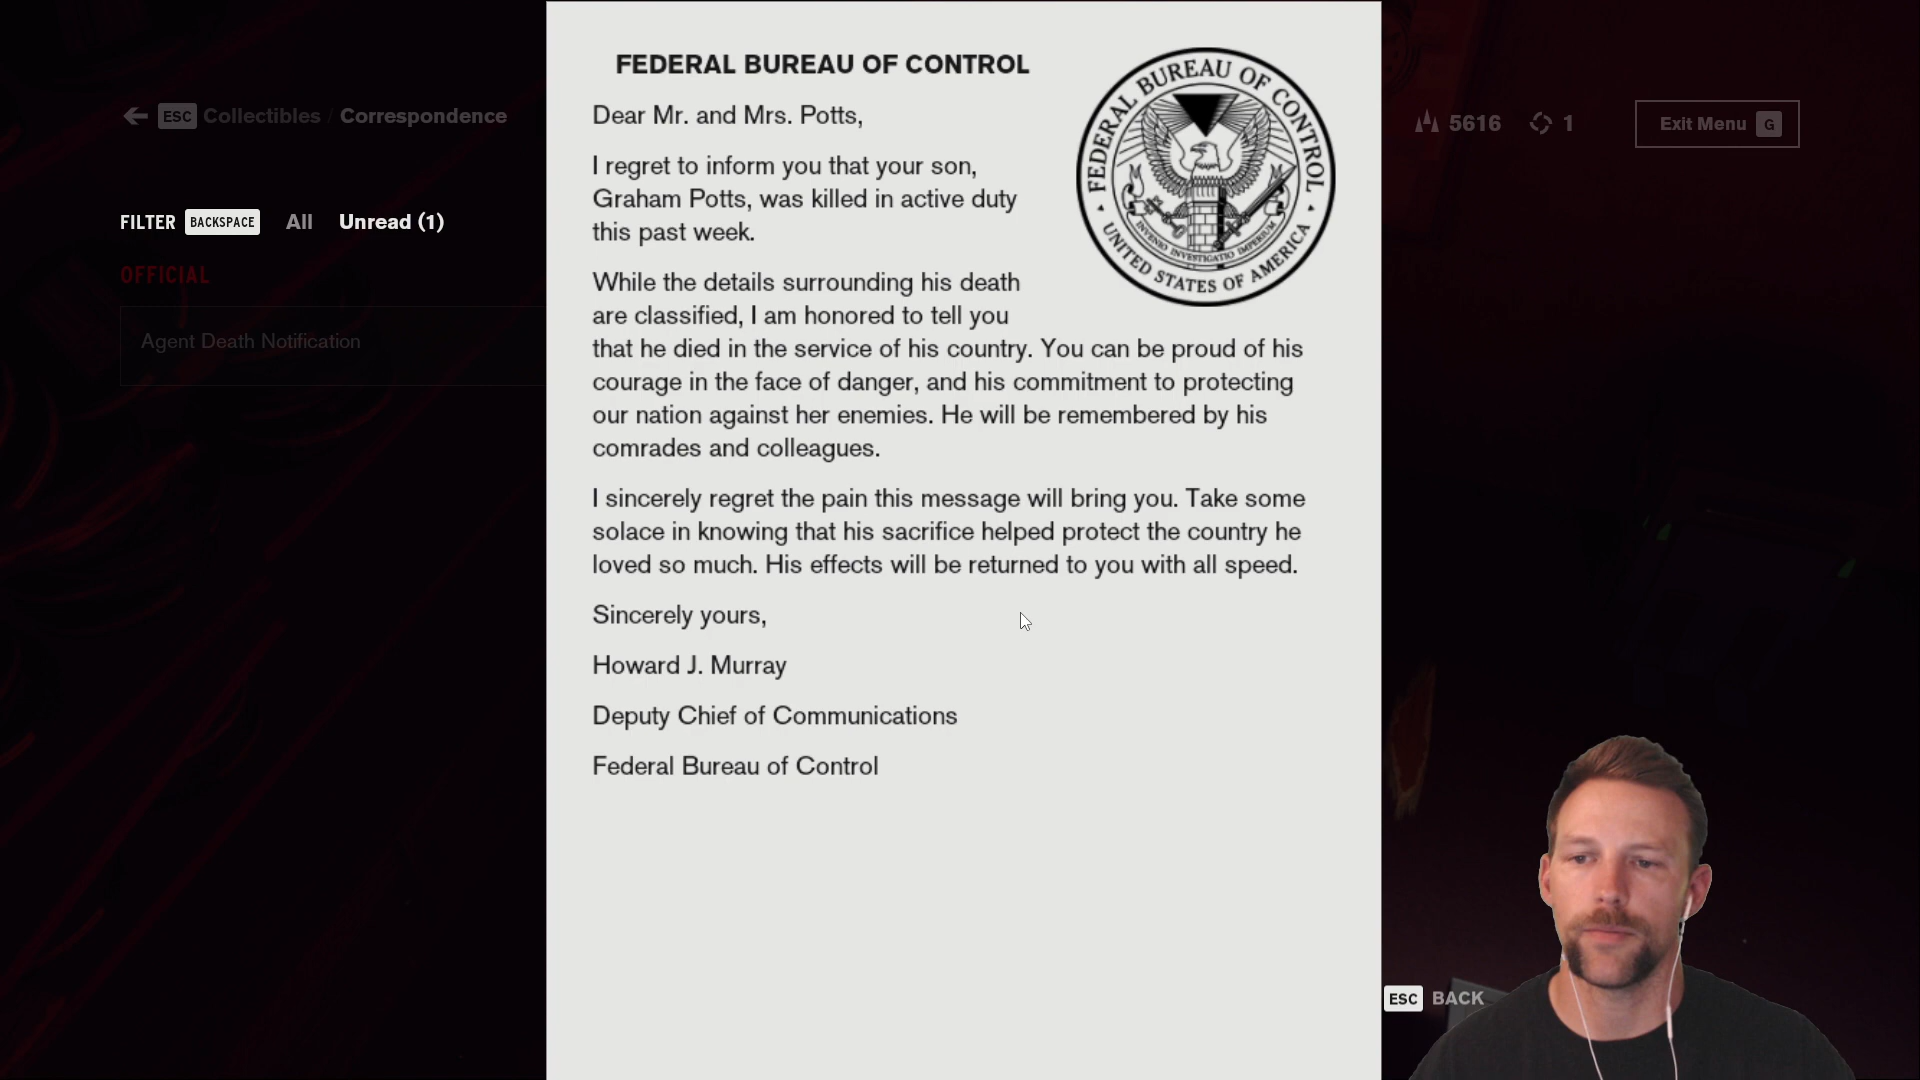 FEDERAL BUREAU OF CONTROL
FEDERAL BUREAU OF CONTROL
INVENIO INVESTIGATIO IMPERIUM
UNITED STATES OF AMERICA
ESC Collectibles / Correspondence
5616 1
Exit Menu G
FILTER BACKSPACE All Unread (1)
OFFICIAL
Agent Death Notification
Dear Mr. and Mrs. Potts,
I regret to inform you that your son,
Graham Potts, was killed in active duty
this past week.
While the details surrounding his death
are classified, I am honored to tell you
that he died in the service of his country. You can be proud of his
courage in the face of danger, and his commitment to protecting
our nation against her enemies. He will be remembered by his
comrades and colleagues.
I sincerely regret the pain this message will bring you. Take some
solace in knowing that his sacrifice helped protect the country he
loved so much. His effects will be returned to you with all speed.
Sincerely yours,
Howard J. Murray
Deputy Chief of Communications
Federal Bureau of Control
ESC BACK